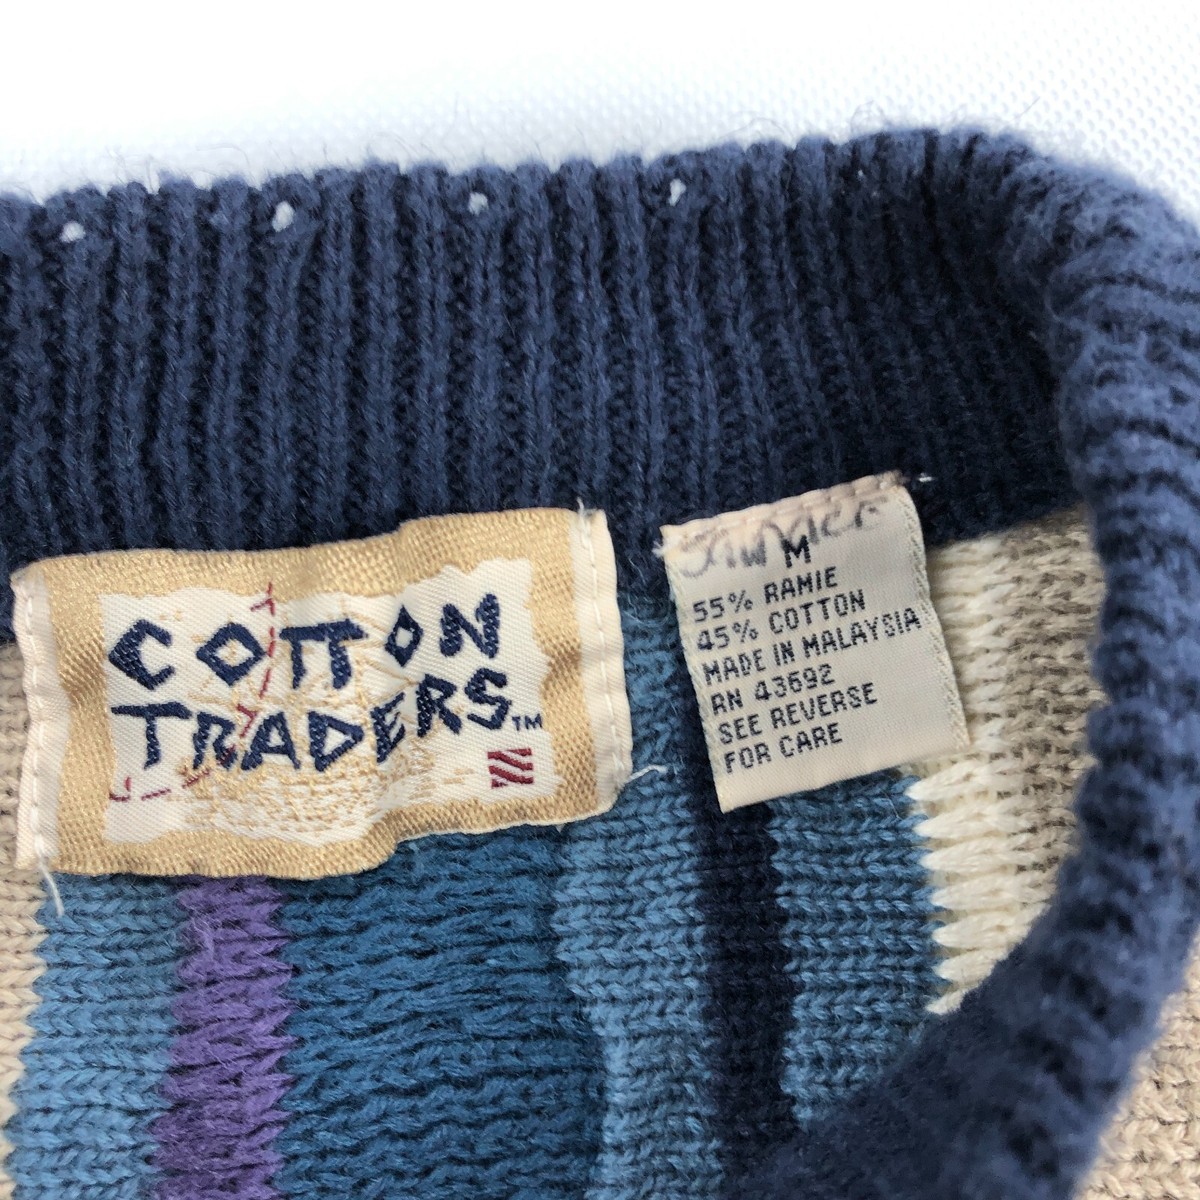 COTTON
TRADERS™
M
55% RAMIE
45% COTTON
MADE IN MALAYSIA
RN 43692
SEE REVERSE
FOR CARE